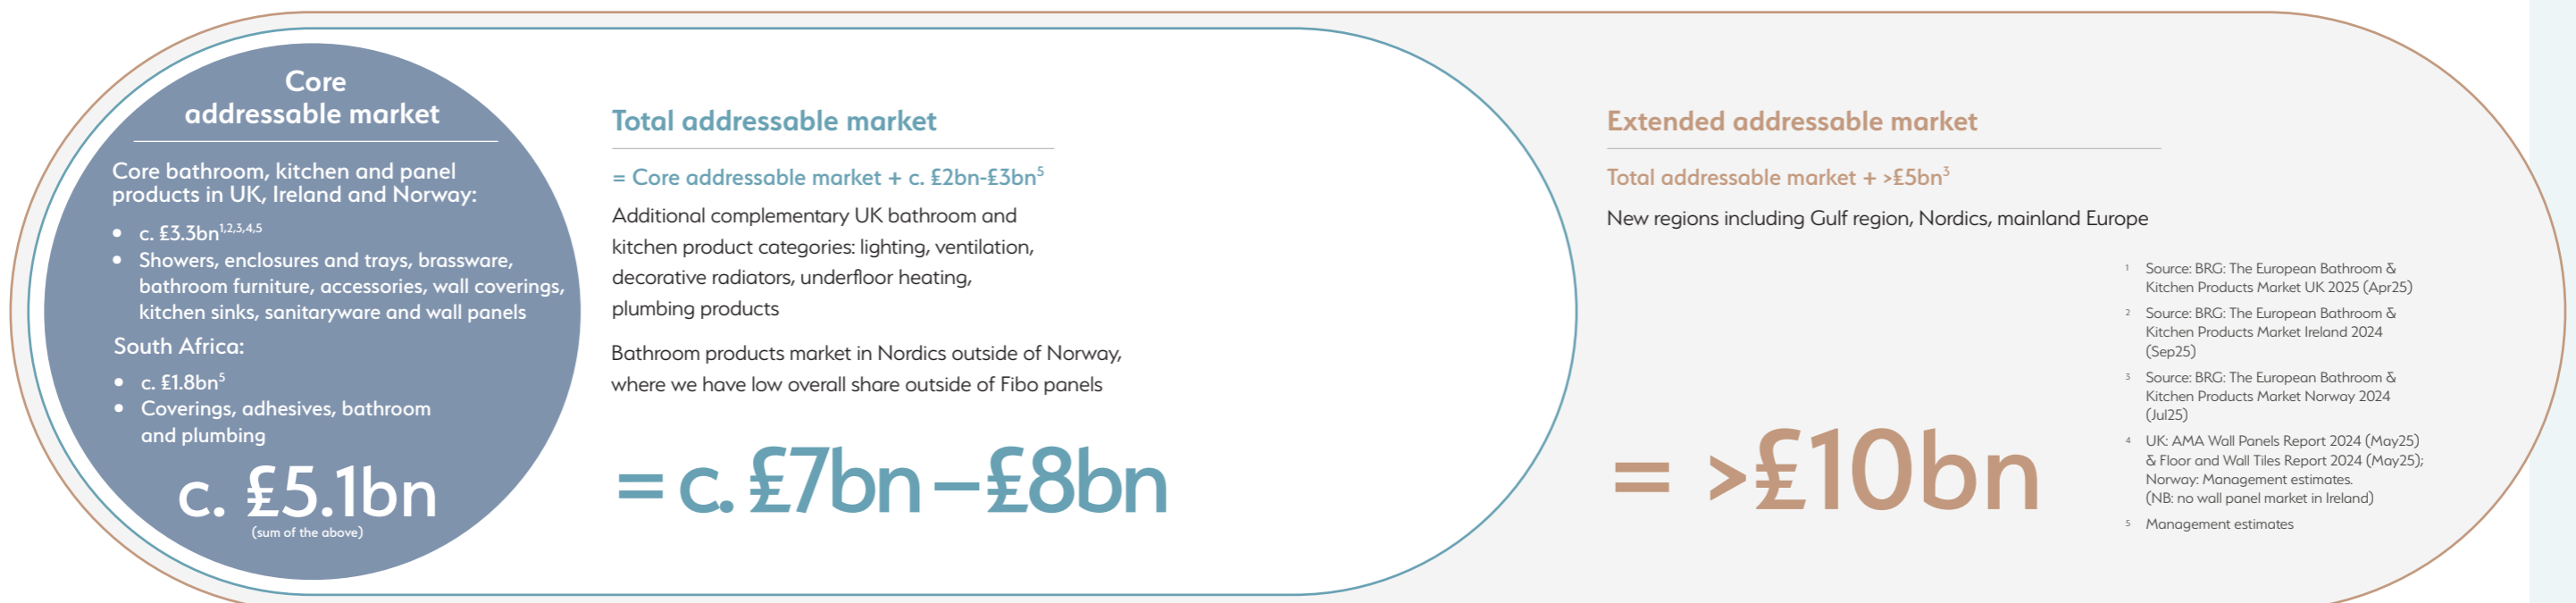 Core
addressable market
Core bathroom, kitchen and panel
products in UK, Ireland and Norway:
• c. £3.3bn1,2,3,4,5
• Showers, enclosures and trays, brassware,
bathroom furniture, accessories, wall coverings,
kitchen sinks, sanitaryware and wall panels
South Africa:
• c. £1.8bn5
• Coverings, adhesives, bathroom
and plumbing
c. £5.1bn
(sum of the above)
Total addressable market
= Core addressable market + c. £2bn-£3bn5
Additional complementary UK bathroom and
kitchen product categories: lighting, ventilation,
decorative radiators, underfloor heating,
plumbing products
Bathroom products market in Nordics outside of Norway,
where we have low overall share outside of Fibo panels
= c. £7bn–£8bn
Extended addressable market
Total addressable market + >£5bn3
New regions including Gulf region, Nordics, mainland Europe
= >£10bn
1 Source: BRG: The European Bathroom &
Kitchen Products Market UK 2025 (Apr25)
2 Source: BRG: The European Bathroom &
Kitchen Products Market Ireland 2024
(Sep25)
3 Source: BRG: The European Bathroom &
Kitchen Products Market Norway 2024
(Jul25)
4 UK: AMA Wall Panels Report 2024 (May25)
& Floor and Wall Tiles Report 2024 (May25);
Norway: Management estimates.
(NB: no wall panel market in Ireland)
5 Management estimates